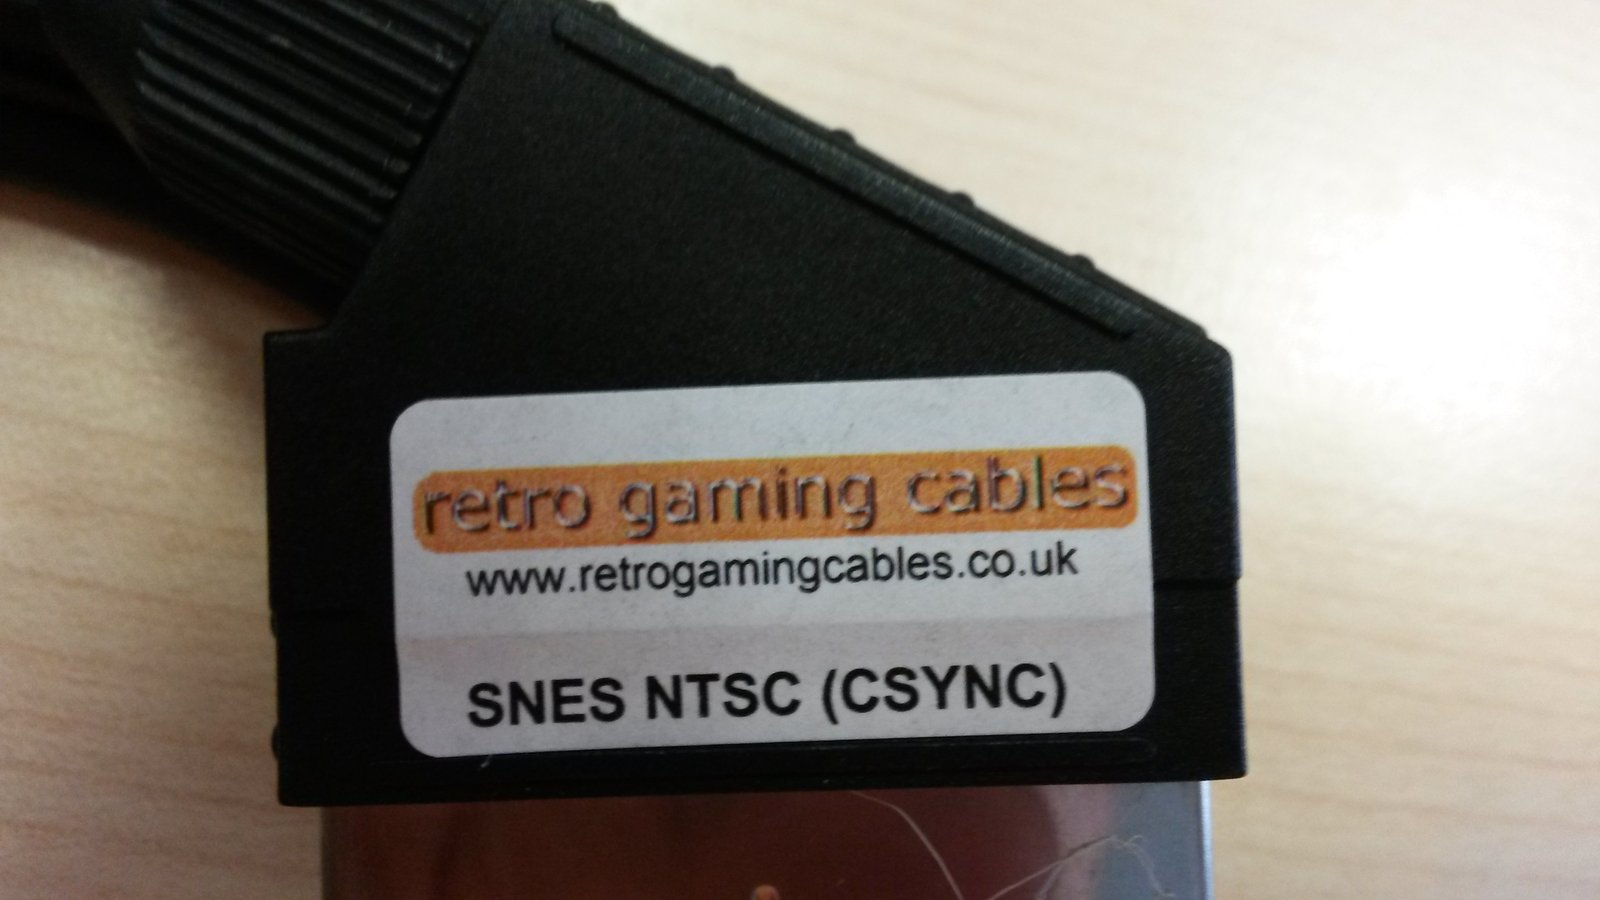 retro gaming cables
www.retrogamingcables.co.uk
SNES NTSC (CSYNC)